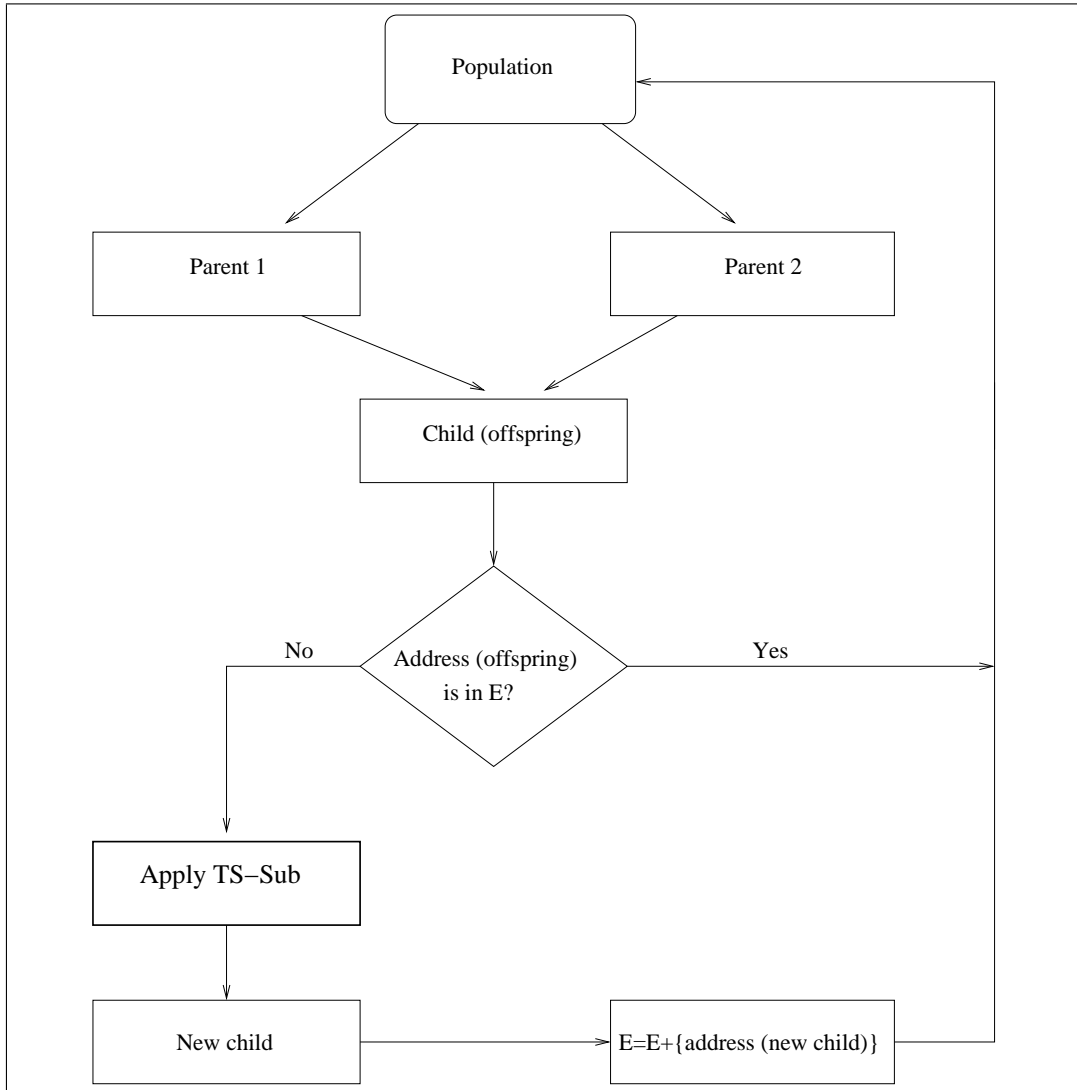 Population
Parent 1
Parent 2
Child (offspring)
No
Yes
Address (offspring)
is in E?
Apply TS−Sub
New child
E=E+{address (new child)}